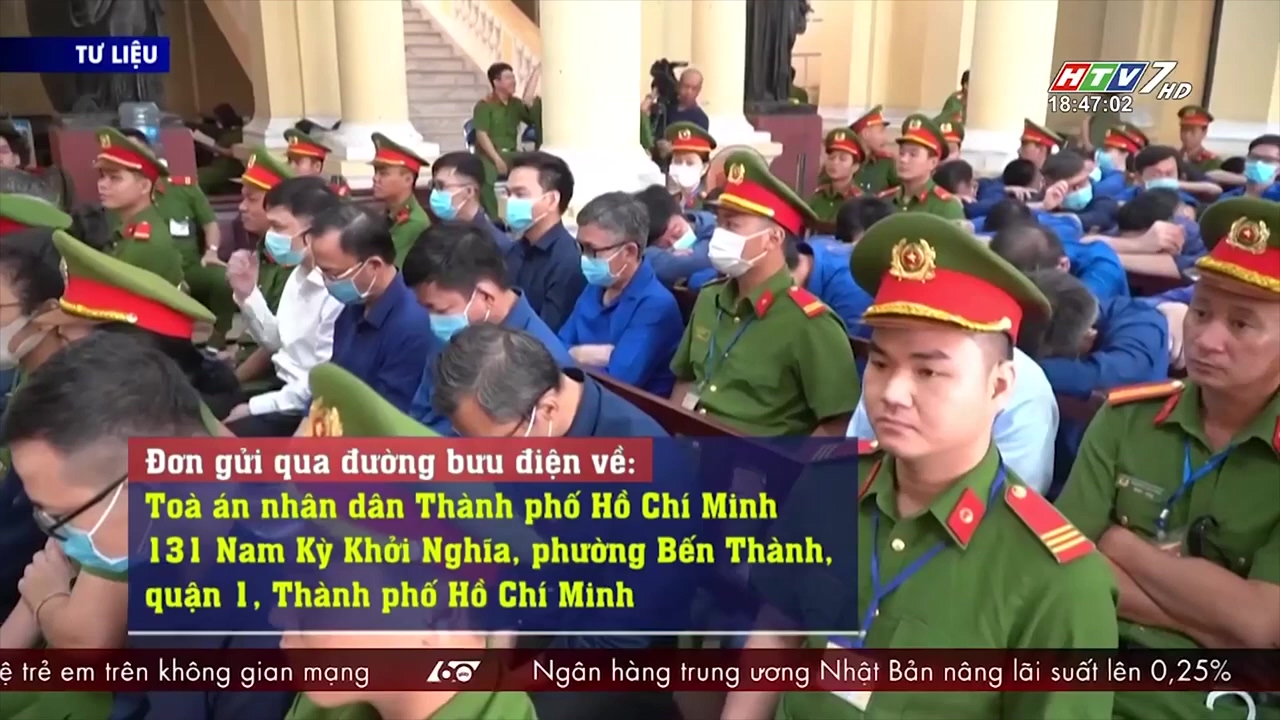 TƯ LIỆU
HTV7 HD
18:47:02
Đơn gửi qua đường bưu điện về:
Toà án nhân dân Thành phố Hồ Chí Minh
131 Nam Kỳ Khởi Nghĩa, phường Bến Thành,
quận 1, Thành phố Hồ Chí Minh
ệ trẻ em trên không gian mạng 60 giây Ngân hàng trung ương Nhật Bản nâng lãi suất lên 0,25%